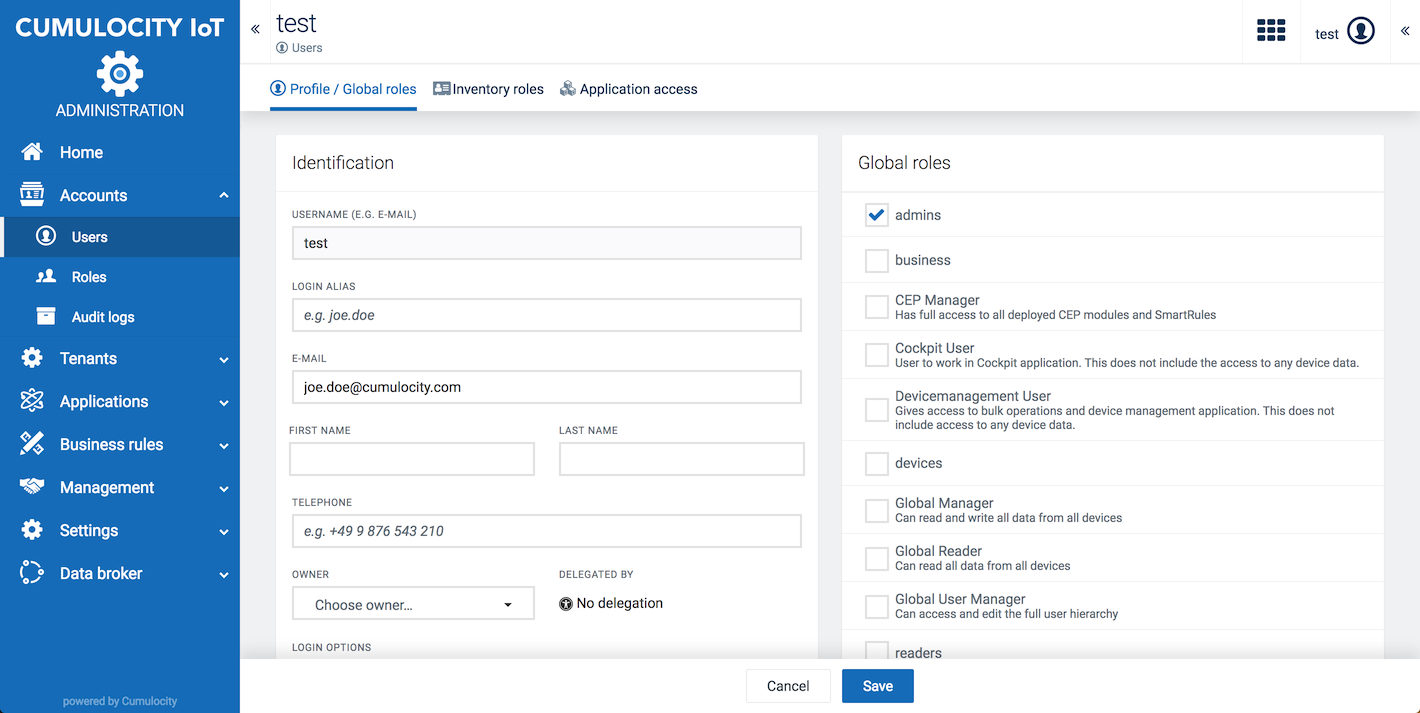 CUMULOCITY IoT
ADMINISTRATION
Home
Accounts
Users
Roles
Audit logs
Tenants
Applications
Business rules
Management
Settings
Data broker
powered by Cumulocity
test
Users
test
Profile / Global roles
Inventory roles
Application access
Identification
USERNAME (E.G. E-MAIL)
test
LOGIN ALIAS
e.g. joe.doe
E-MAIL
joe.doe@cumulocity.com
FIRST NAME
LAST NAME
TELEPHONE
e.g. +49 9 876 543 210
OWNER
DELEGATED BY
Choose owner...
No delegation
LOGIN OPTIONS
Global roles
admins
business
CEP Manager
Has full access to all deployed CEP modules and SmartRules
Cockpit User
User to work in Cockpit application. This does not include the access to any device data.
Devicemanagement User
Gives access to bulk operations and device management application. This does not
include access to any device data.
devices
Global Manager
Can read and write all data from all devices
Global Reader
Can read all data from all devices
Global User Manager
Can access and edit the full user hierarchy
readers
Cancel
Save